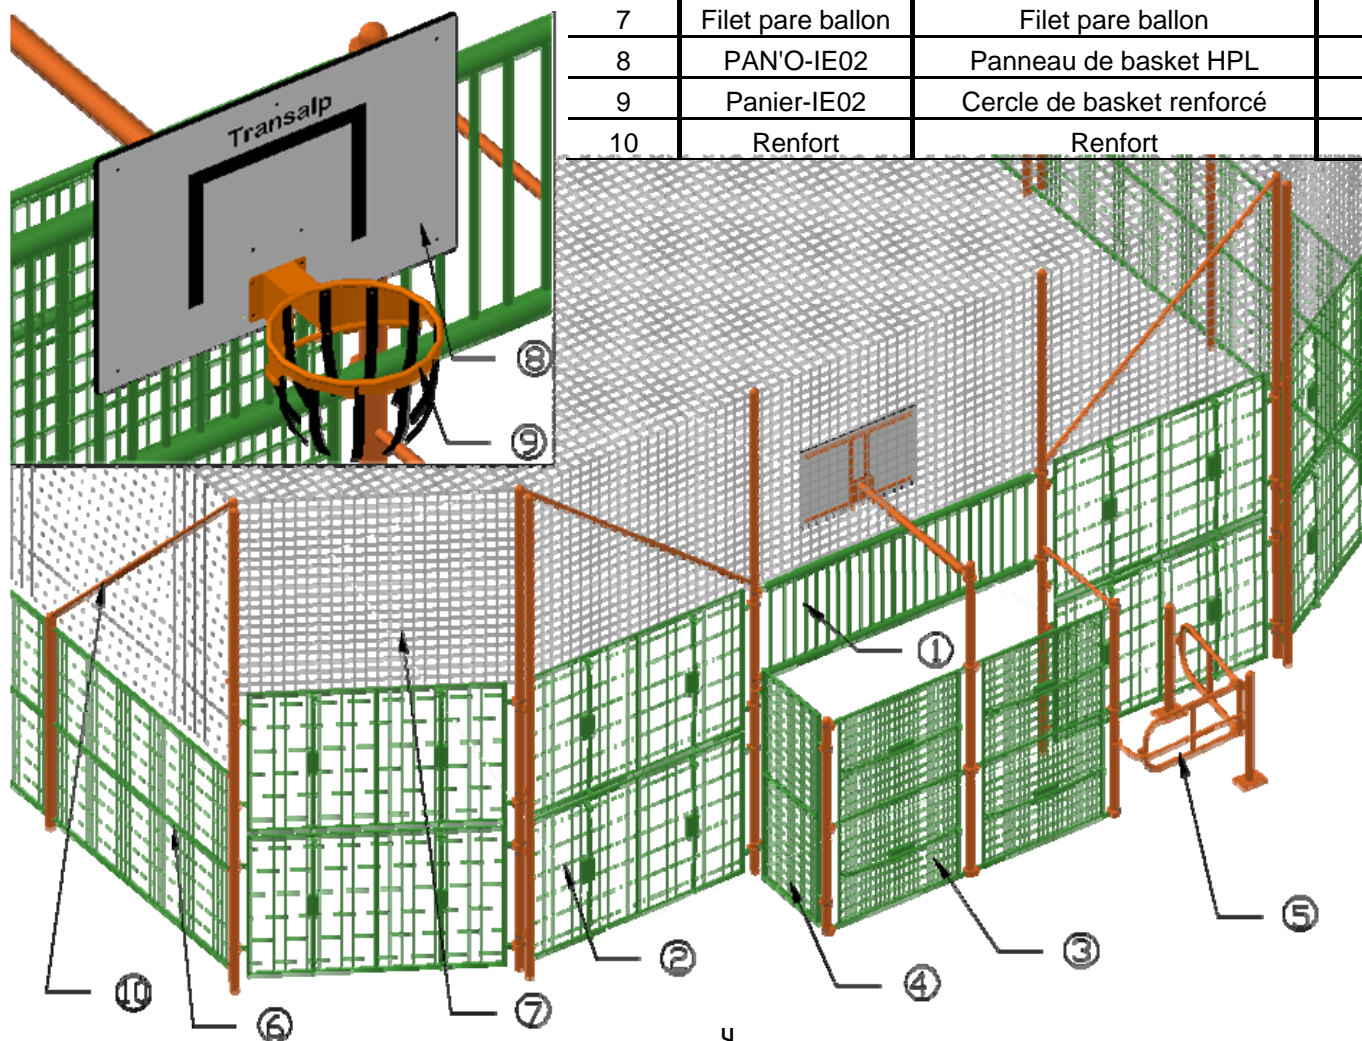 7 Filet pare ballon Filet pare ballon
8 PAN'O-IE02 Panneau de basket HPL
9 Panier-IE02 Cercle de basket renforcé
10 Renfort Renfort
Transalp
8
9
1
5
3
2
4
10
7
6